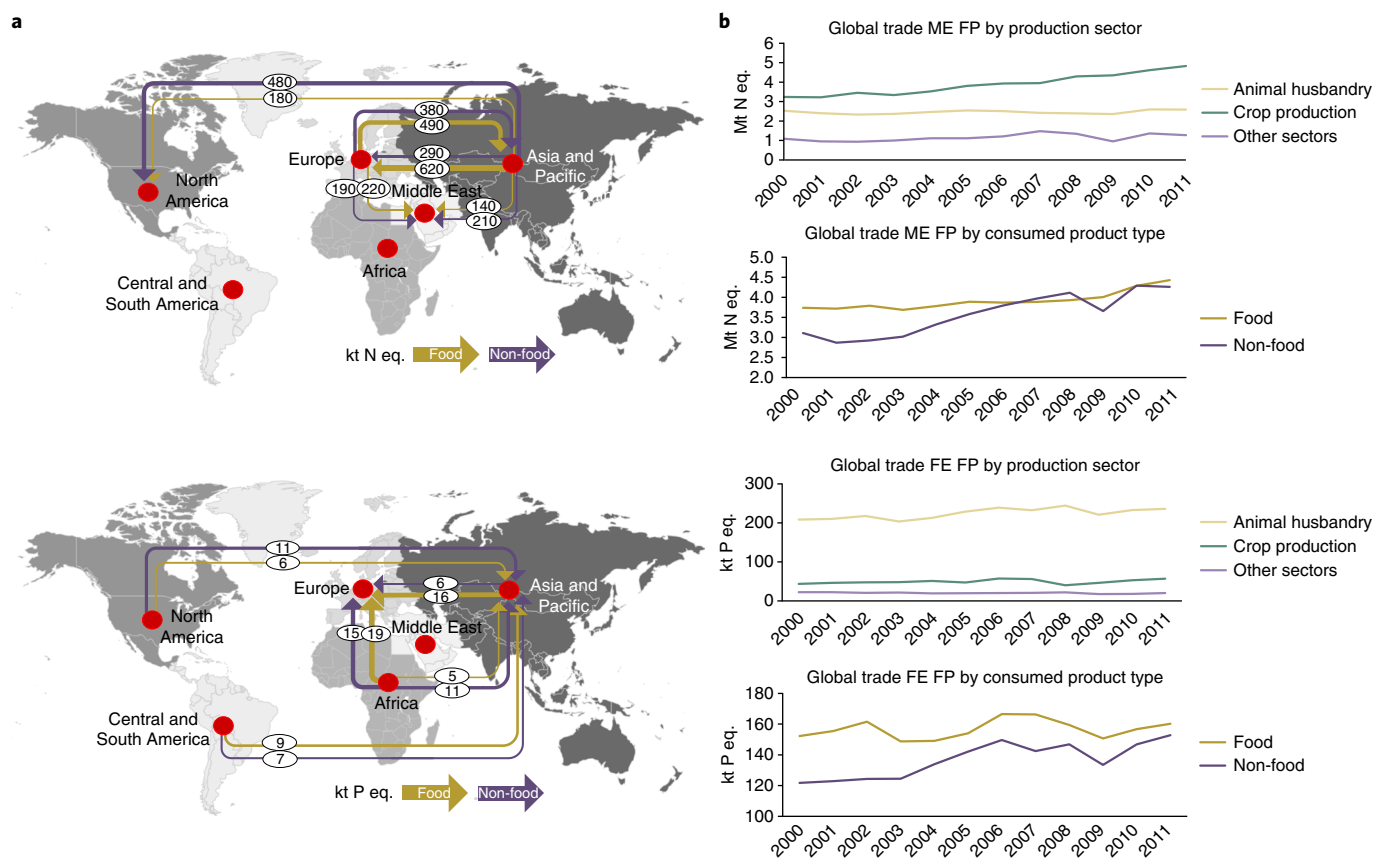 a
480
180
380
490
Europe
290
620
Asia and
Pacific
North
America
190
220
Middle East
140
210
Africa
Central and
South America
kt N eq.
Food
Non-food
11
6
Europe
6
16
Asia and
Pacific
North
America
15
19
Middle East
5
11
Africa
Central and
South America
9
7
kt P eq.
Food
Non-food
b
Global trade ME FP by production sector
Mt N eq.
6
5
4
3
2
1
0
2000
2001
2002
2003
2004
2005
2006
2007
2008
2009
2010
2011
Animal husbandry
Crop production
Other sectors
Global trade ME FP by consumed product type
Mt N eq.
5.0
4.5
4.0
3.5
3.0
2.5
2.0
2000
2001
2002
2003
2004
2005
2006
2007
2008
2009
2010
2011
Food
Non-food
Global trade FE FP by production sector
kt P eq.
300
200
100
0
2000
2001
2002
2003
2004
2005
2006
2007
2008
2009
2010
2011
Animal husbandry
Crop production
Other sectors
Global trade FE FP by consumed product type
kt P eq.
180
160
140
120
100
2000
2001
2002
2003
2004
2005
2006
2007
2008
2009
2010
2011
Food
Non-food